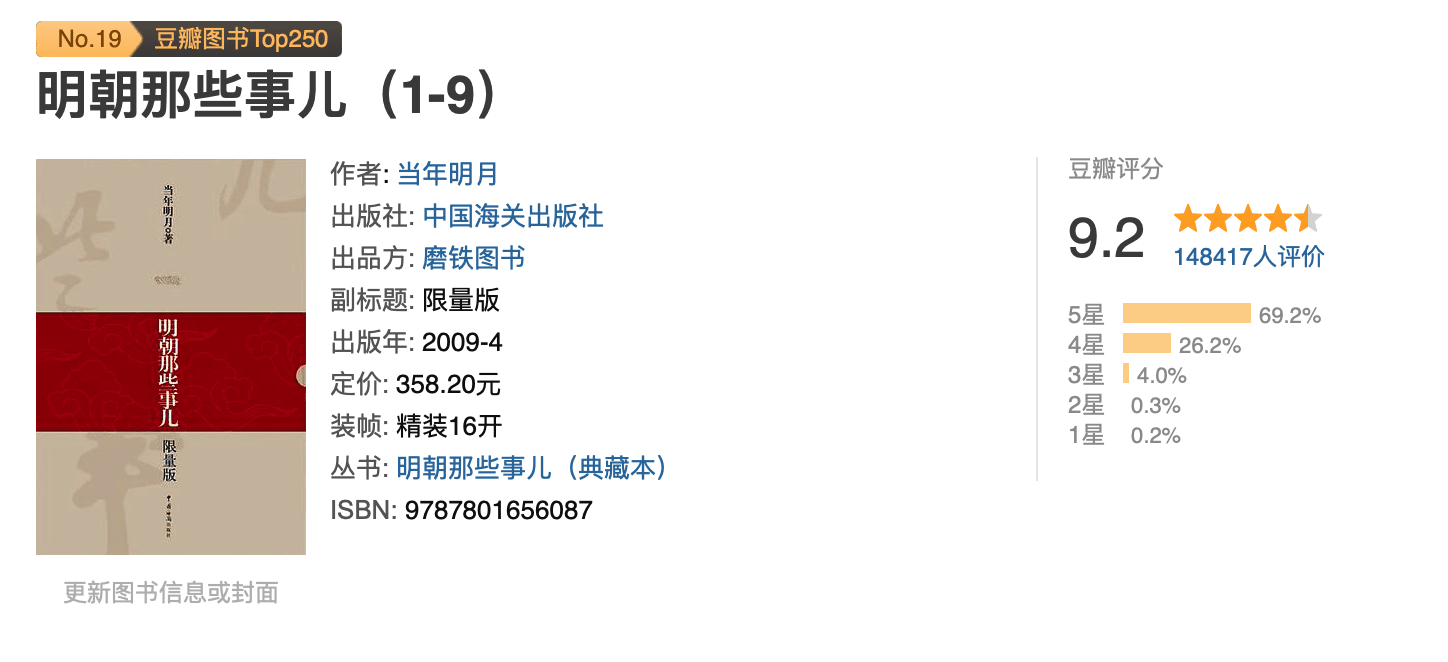 No.19 豆瓣图书Top250
明朝那些事儿（1-9）
当年明月◎著
明朝那些事儿
限量版
中国海关出版社
作者: 当年明月
出版社: 中国海关出版社
出品方: 磨铁图书
副标题: 限量版
出版年: 2009-4
定价: 358.20元
装帧: 精装16开
丛书: 明朝那些事儿（典藏本）
ISBN: 9787801656087
更新图书信息或封面
豆瓣评分
9.2
148417人评价
5星 69.2%
4星 26.2%
3星 4.0%
2星 0.3%
1星 0.2%